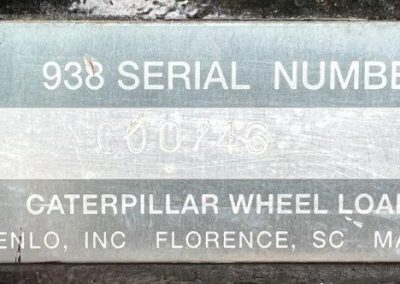 938 SERIAL NUMBE
C00746
CATERPILLAR WHEEL LOA
ENLO, INC FLORENCE, SC MA